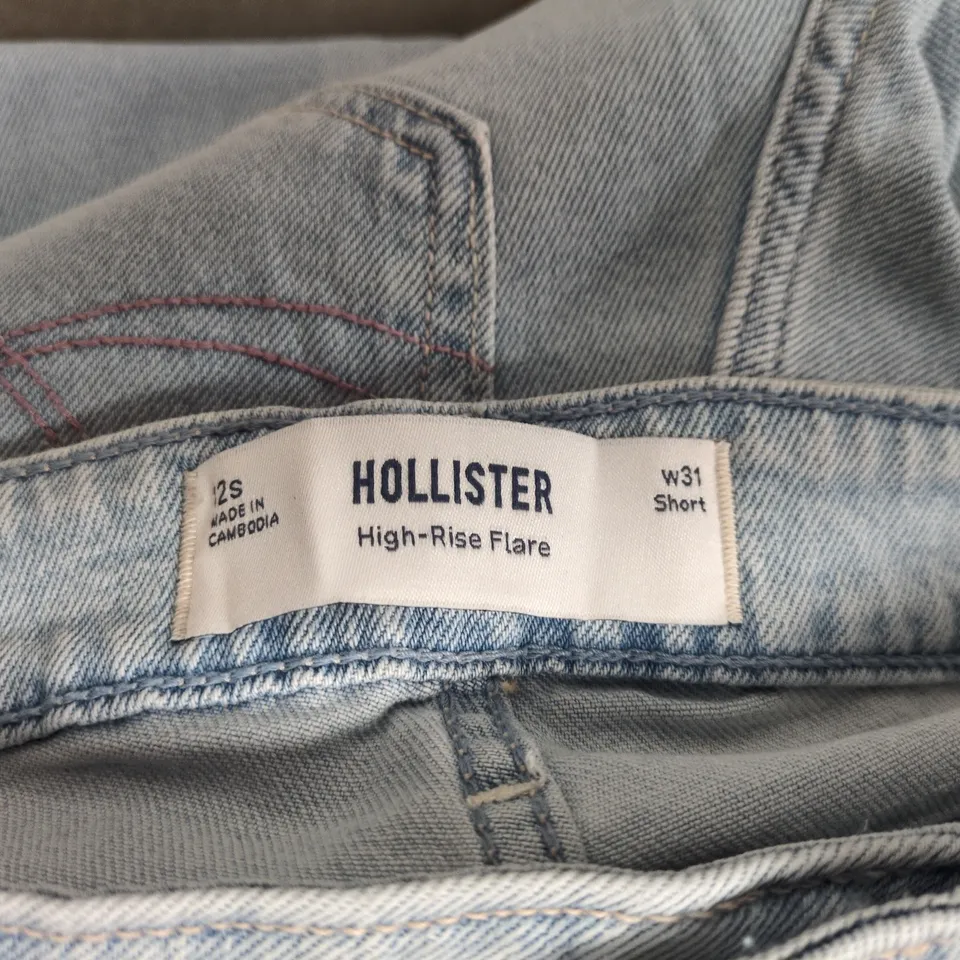 12S
MADE IN
CAMBODIA
HOLLISTER
High-Rise Flare
W31
Short